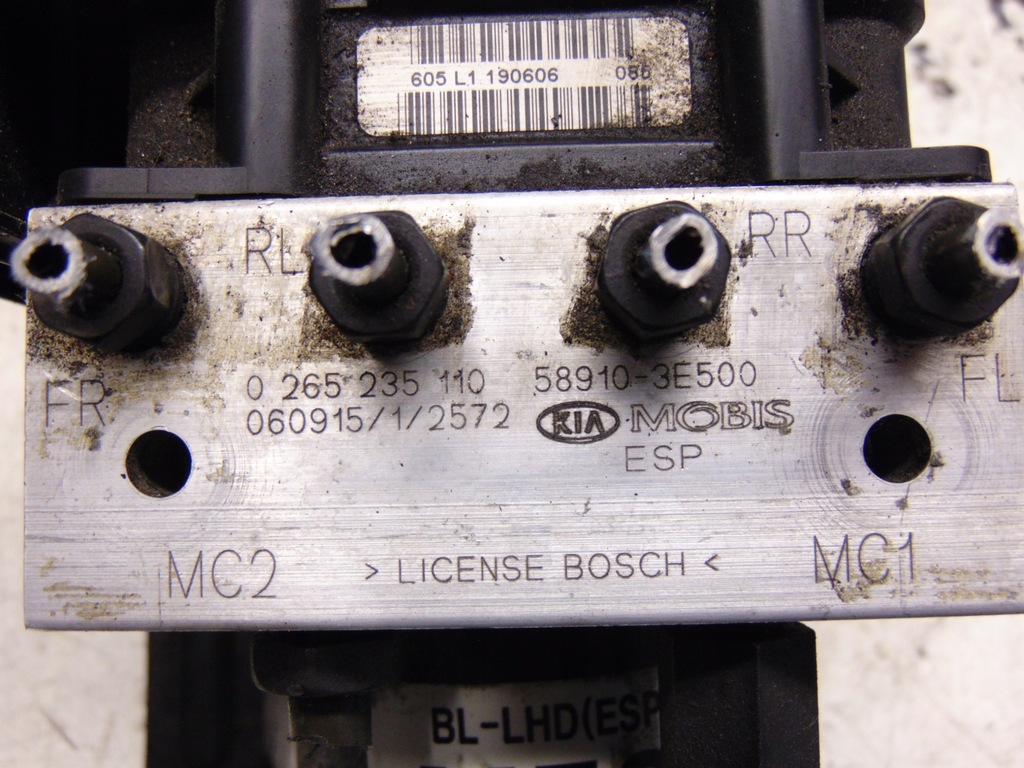 605 L1 190606
RL
RR
FR
FL
0 265 235 110
58910-3E500
060915/1/2572
KIA MOBIS
ESP
MC2
> LICENSE BOSCH <
MC1
BL-LHD(ESP